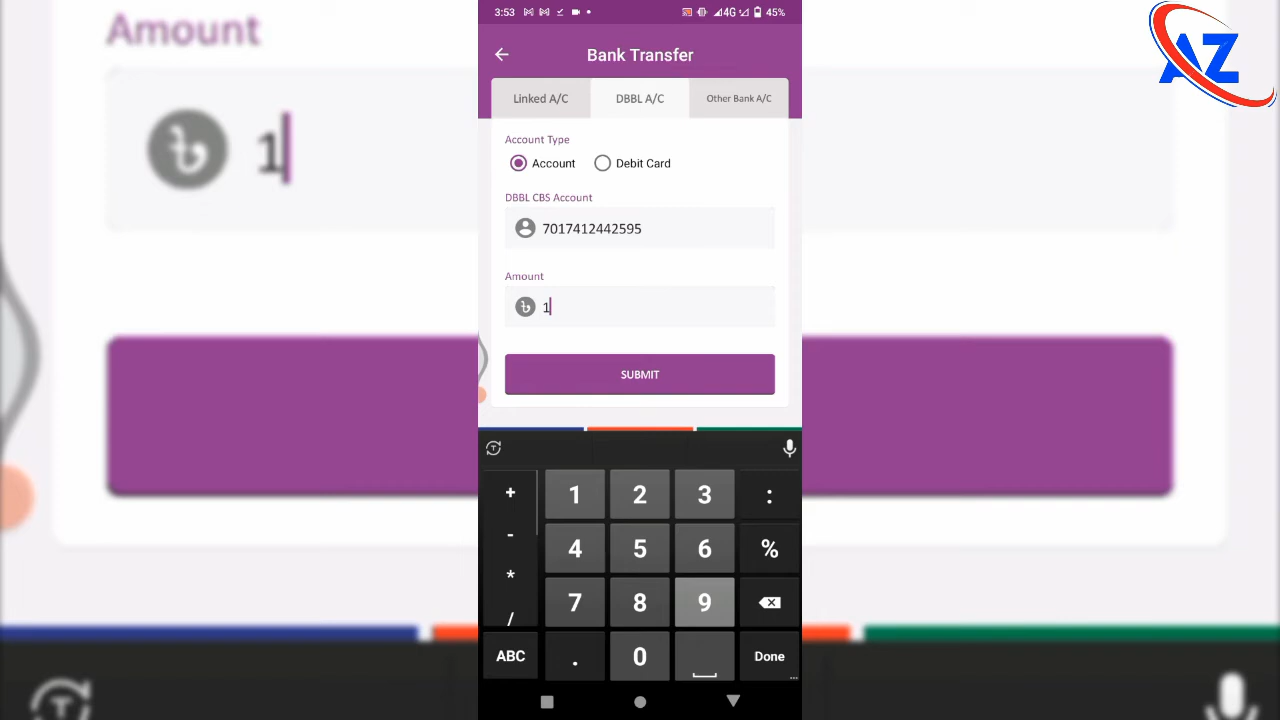 Amount
৳ 1
3:53 4G 45%
Bank Transfer
Linked A/C DBBL A/C Other Bank A/C
Account Type
Account Debit Card
DBBL CBS Account
7017412442595
Amount
৳ 1
SUBMIT
+ 1 2 3 :
- 4 5 6 %
*
/ 7 8 9
ABC . 0 Done
AZ